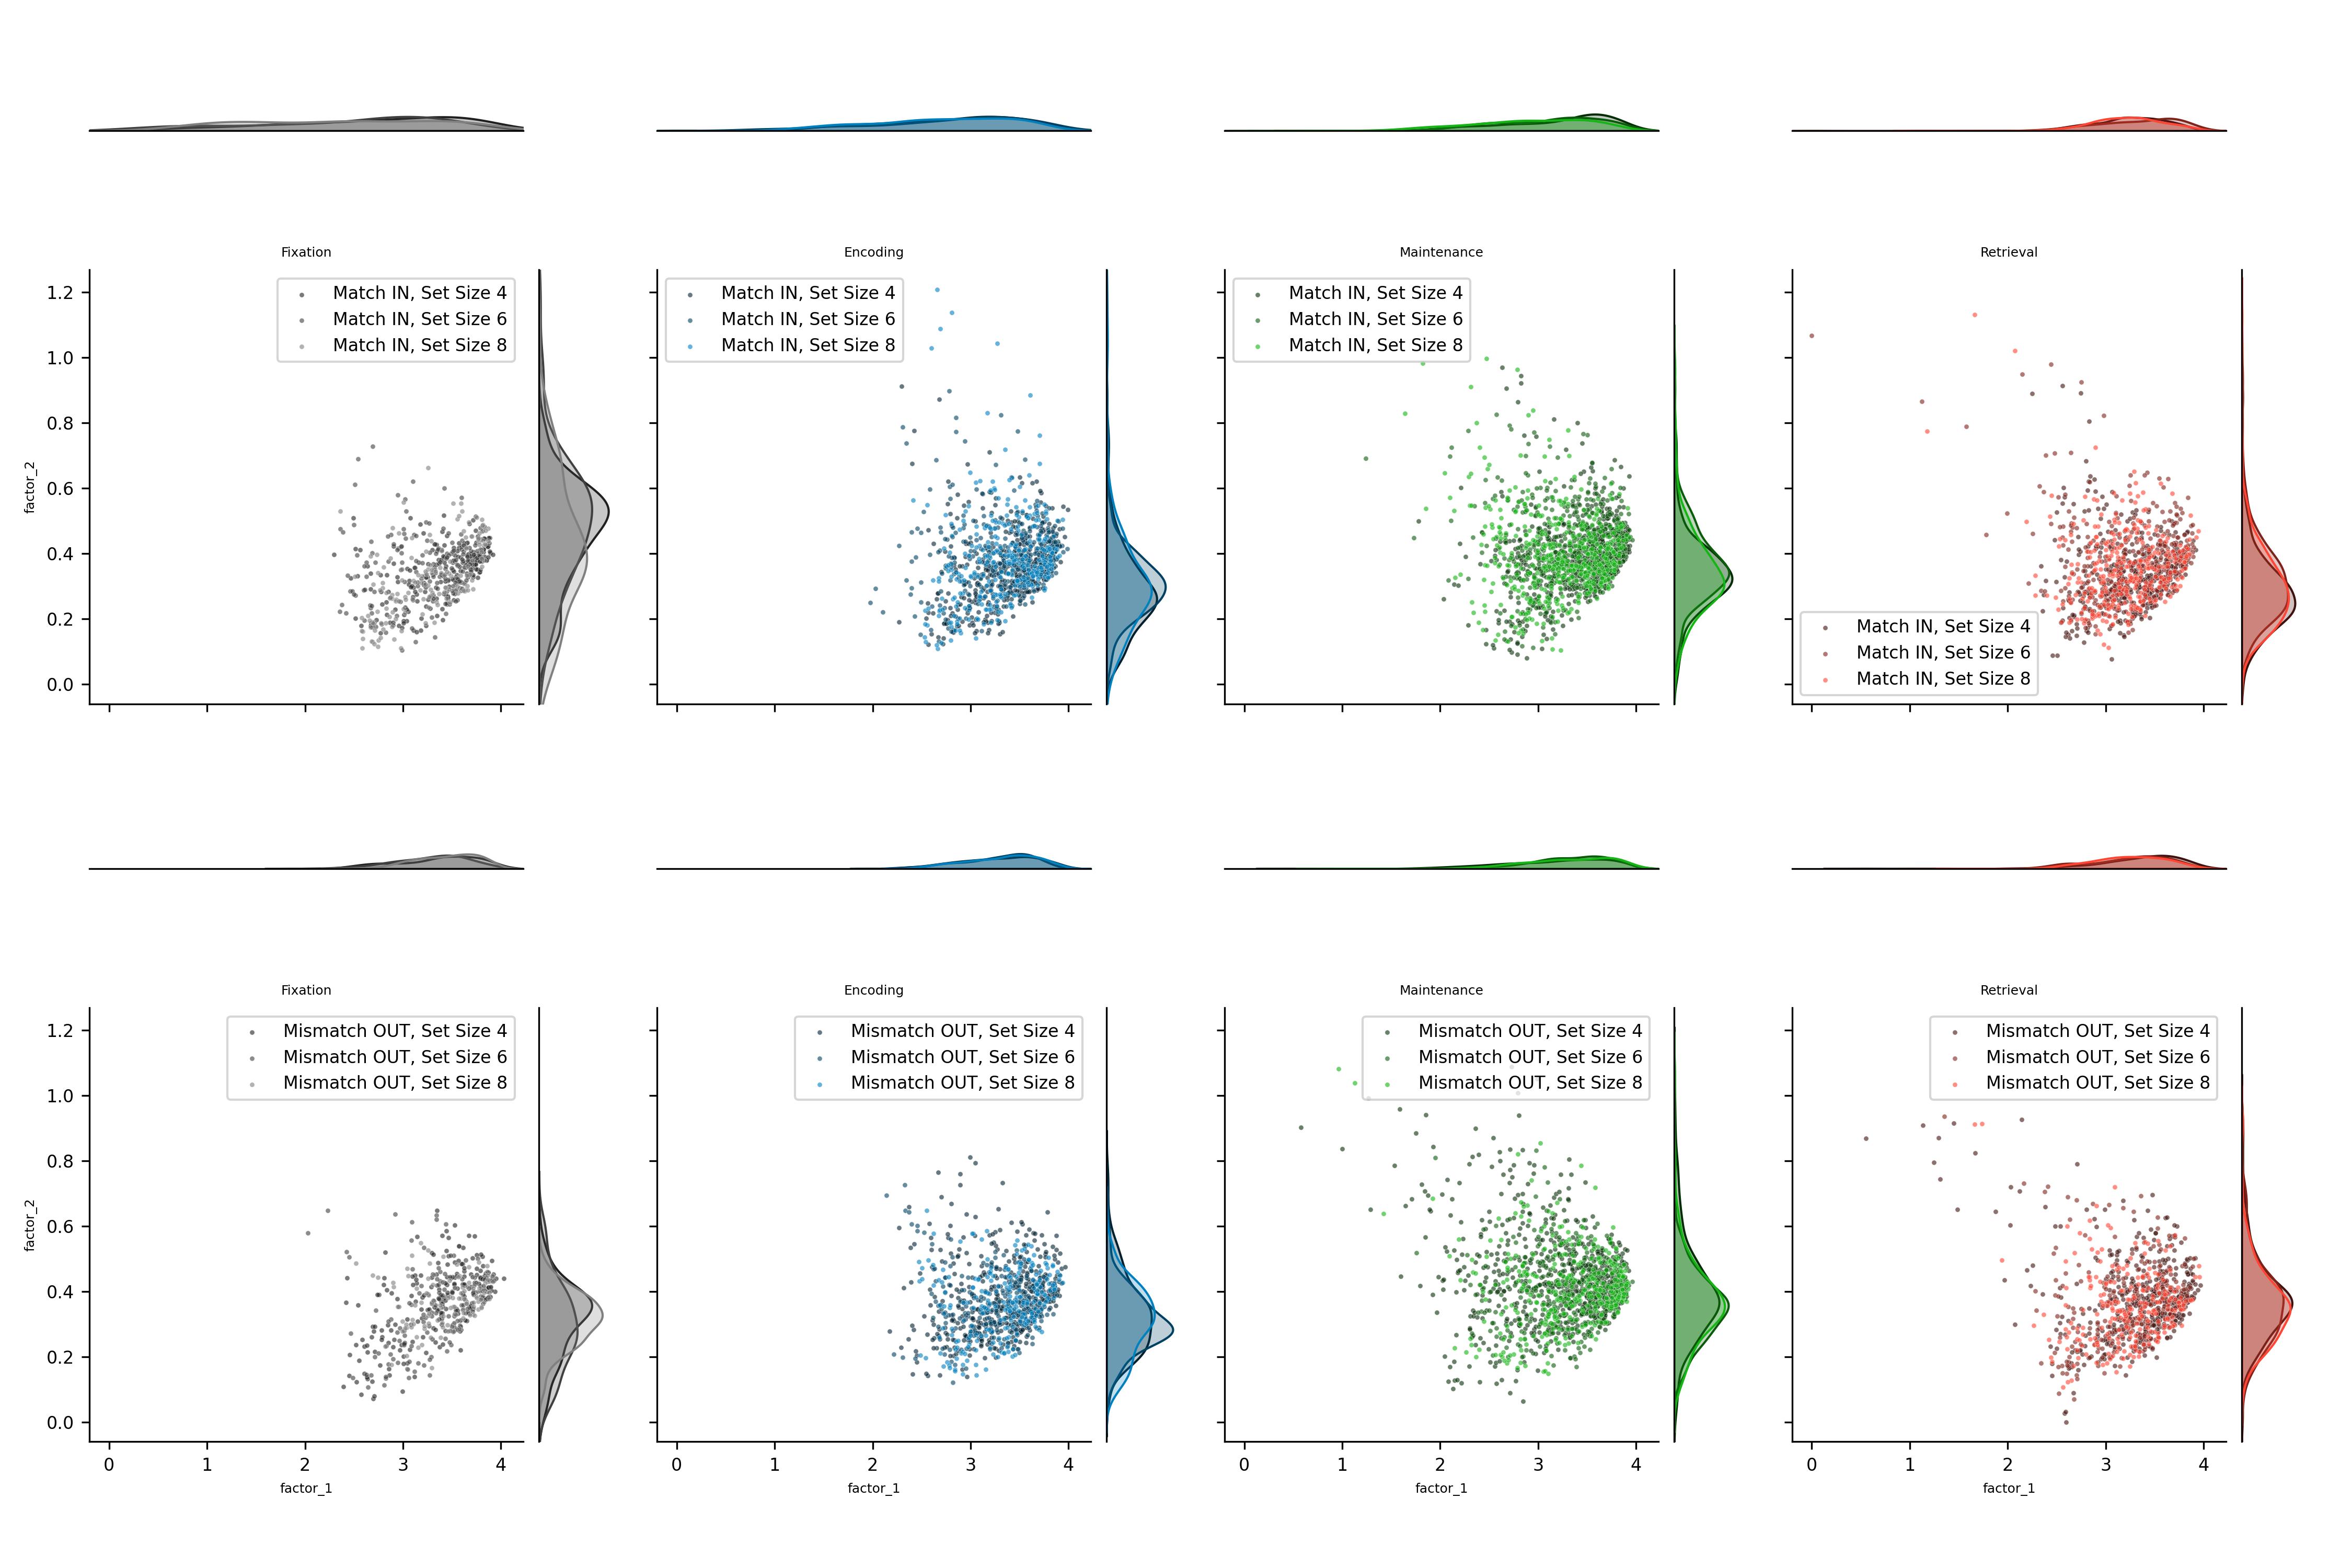 Fixation
Encoding
Maintenance
Retrieval
factor_2
1.2
1.0
0.8
0.6
0.4
0.2
0.0
Match IN, Set Size 4
Match IN, Set Size 6
Match IN, Set Size 8
Match IN, Set Size 4
Match IN, Set Size 6
Match IN, Set Size 8
Match IN, Set Size 4
Match IN, Set Size 6
Match IN, Set Size 8
Match IN, Set Size 4
Match IN, Set Size 6
Match IN, Set Size 8
Fixation
Encoding
Maintenance
Retrieval
factor_2
1.2
1.0
0.8
0.6
0.4
0.2
0.0
Mismatch OUT, Set Size 4
Mismatch OUT, Set Size 6
Mismatch OUT, Set Size 8
Mismatch OUT, Set Size 4
Mismatch OUT, Set Size 6
Mismatch OUT, Set Size 8
Mismatch OUT, Set Size 4
Mismatch OUT, Set Size 6
Mismatch OUT, Set Size 8
Mismatch OUT, Set Size 4
Mismatch OUT, Set Size 6
Mismatch OUT, Set Size 8
0 1 2 3 4
0 1 2 3 4
0 1 2 3 4
0 1 2 3 4
factor_1
factor_1
factor_1
factor_1